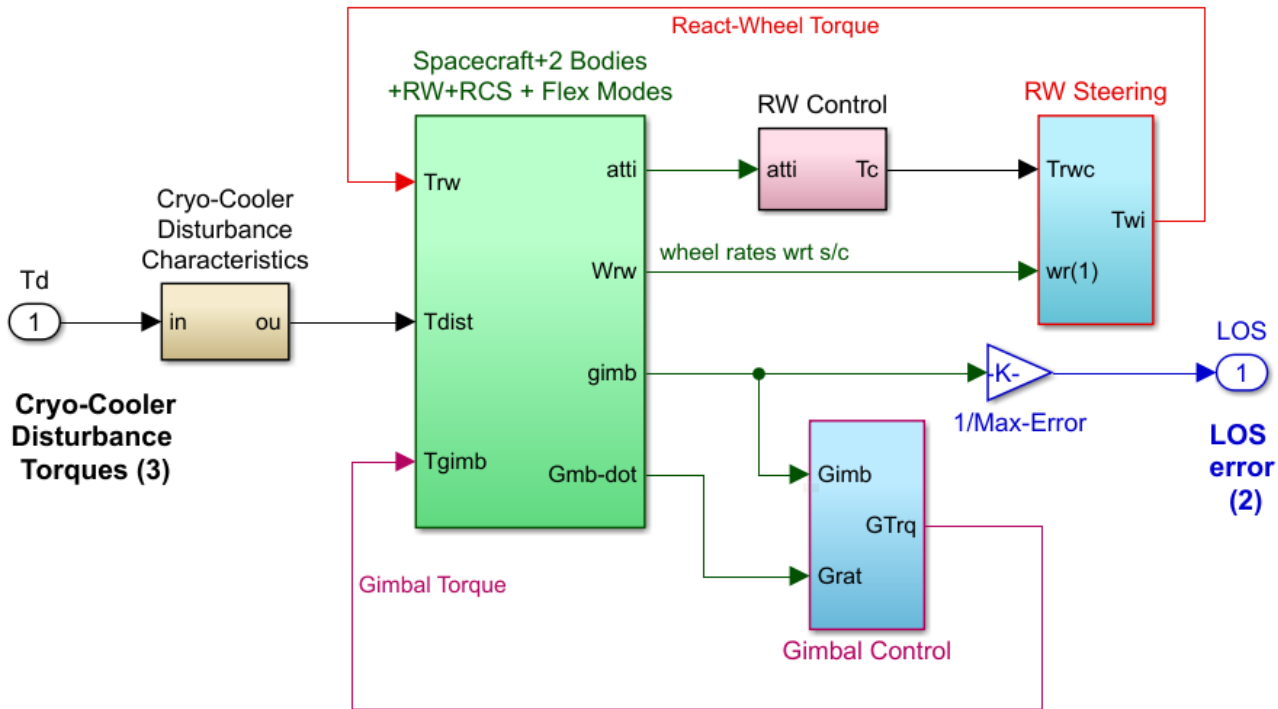 React-Wheel Torque
Spacecraft+2 Bodies
+RW+RCS + Flex Modes
RW Control
RW Steering
Trw
atti
atti
Tc
Trwc
Cryo-Cooler
Disturbance
Characteristics
Twi
wheel rates wrt s/c
Wrw
wr(1)
Td
1
in
ou
Tdist
LOS
gimb
-K-
1
1/Max-Error
Cryo-Cooler
Disturbance
Torques (3)
LOS
error
(2)
Tgimb
Gmb-dot
Gimb
GTrq
Grat
Gimbal Torque
Gimbal Control